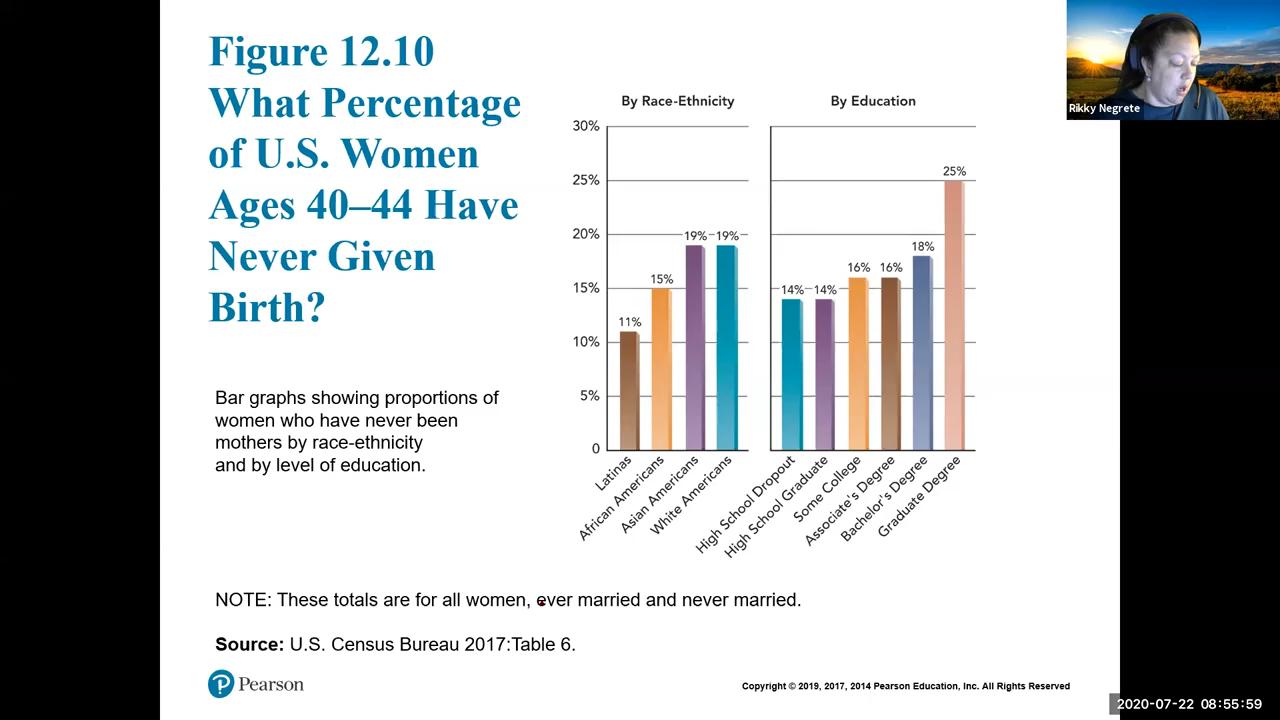 Figure 12.10
What Percentage
of U.S. Women
Ages 40–44 Have
Never Given
Birth?
Bar graphs showing proportions of
women who have never been
mothers by race-ethnicity
and by level of education.
By Race-Ethnicity
30%
25%
20%
15%
10%
5%
0
11%
15%
19%
19%
Latinas
African Americans
Asian Americans
White Americans
By Education
14%
14%
16%
16%
18%
25%
High School Dropout
High School Graduate
Some College
Associate's Degree
Bachelor's Degree
Graduate Degree
Rikky Negrete
NOTE: These totals are for all women, ever married and never married.
Source: U.S. Census Bureau 2017:Table 6.
P Pearson
Copyright © 2019, 2017, 2014 Pearson Education, Inc. All Rights Reserved
2020-07-22 08:55:59